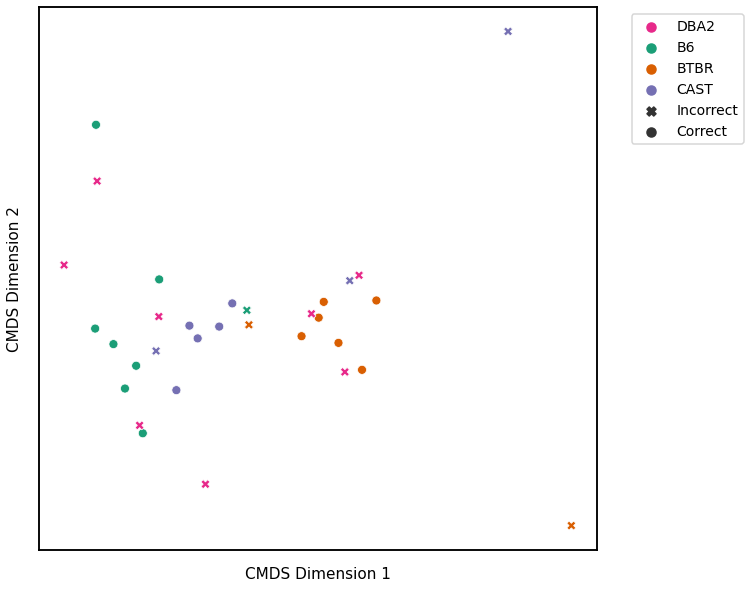 DBA2
B6
BTBR
CAST
Incorrect
Correct
CMDS Dimension 2
CMDS Dimension 1